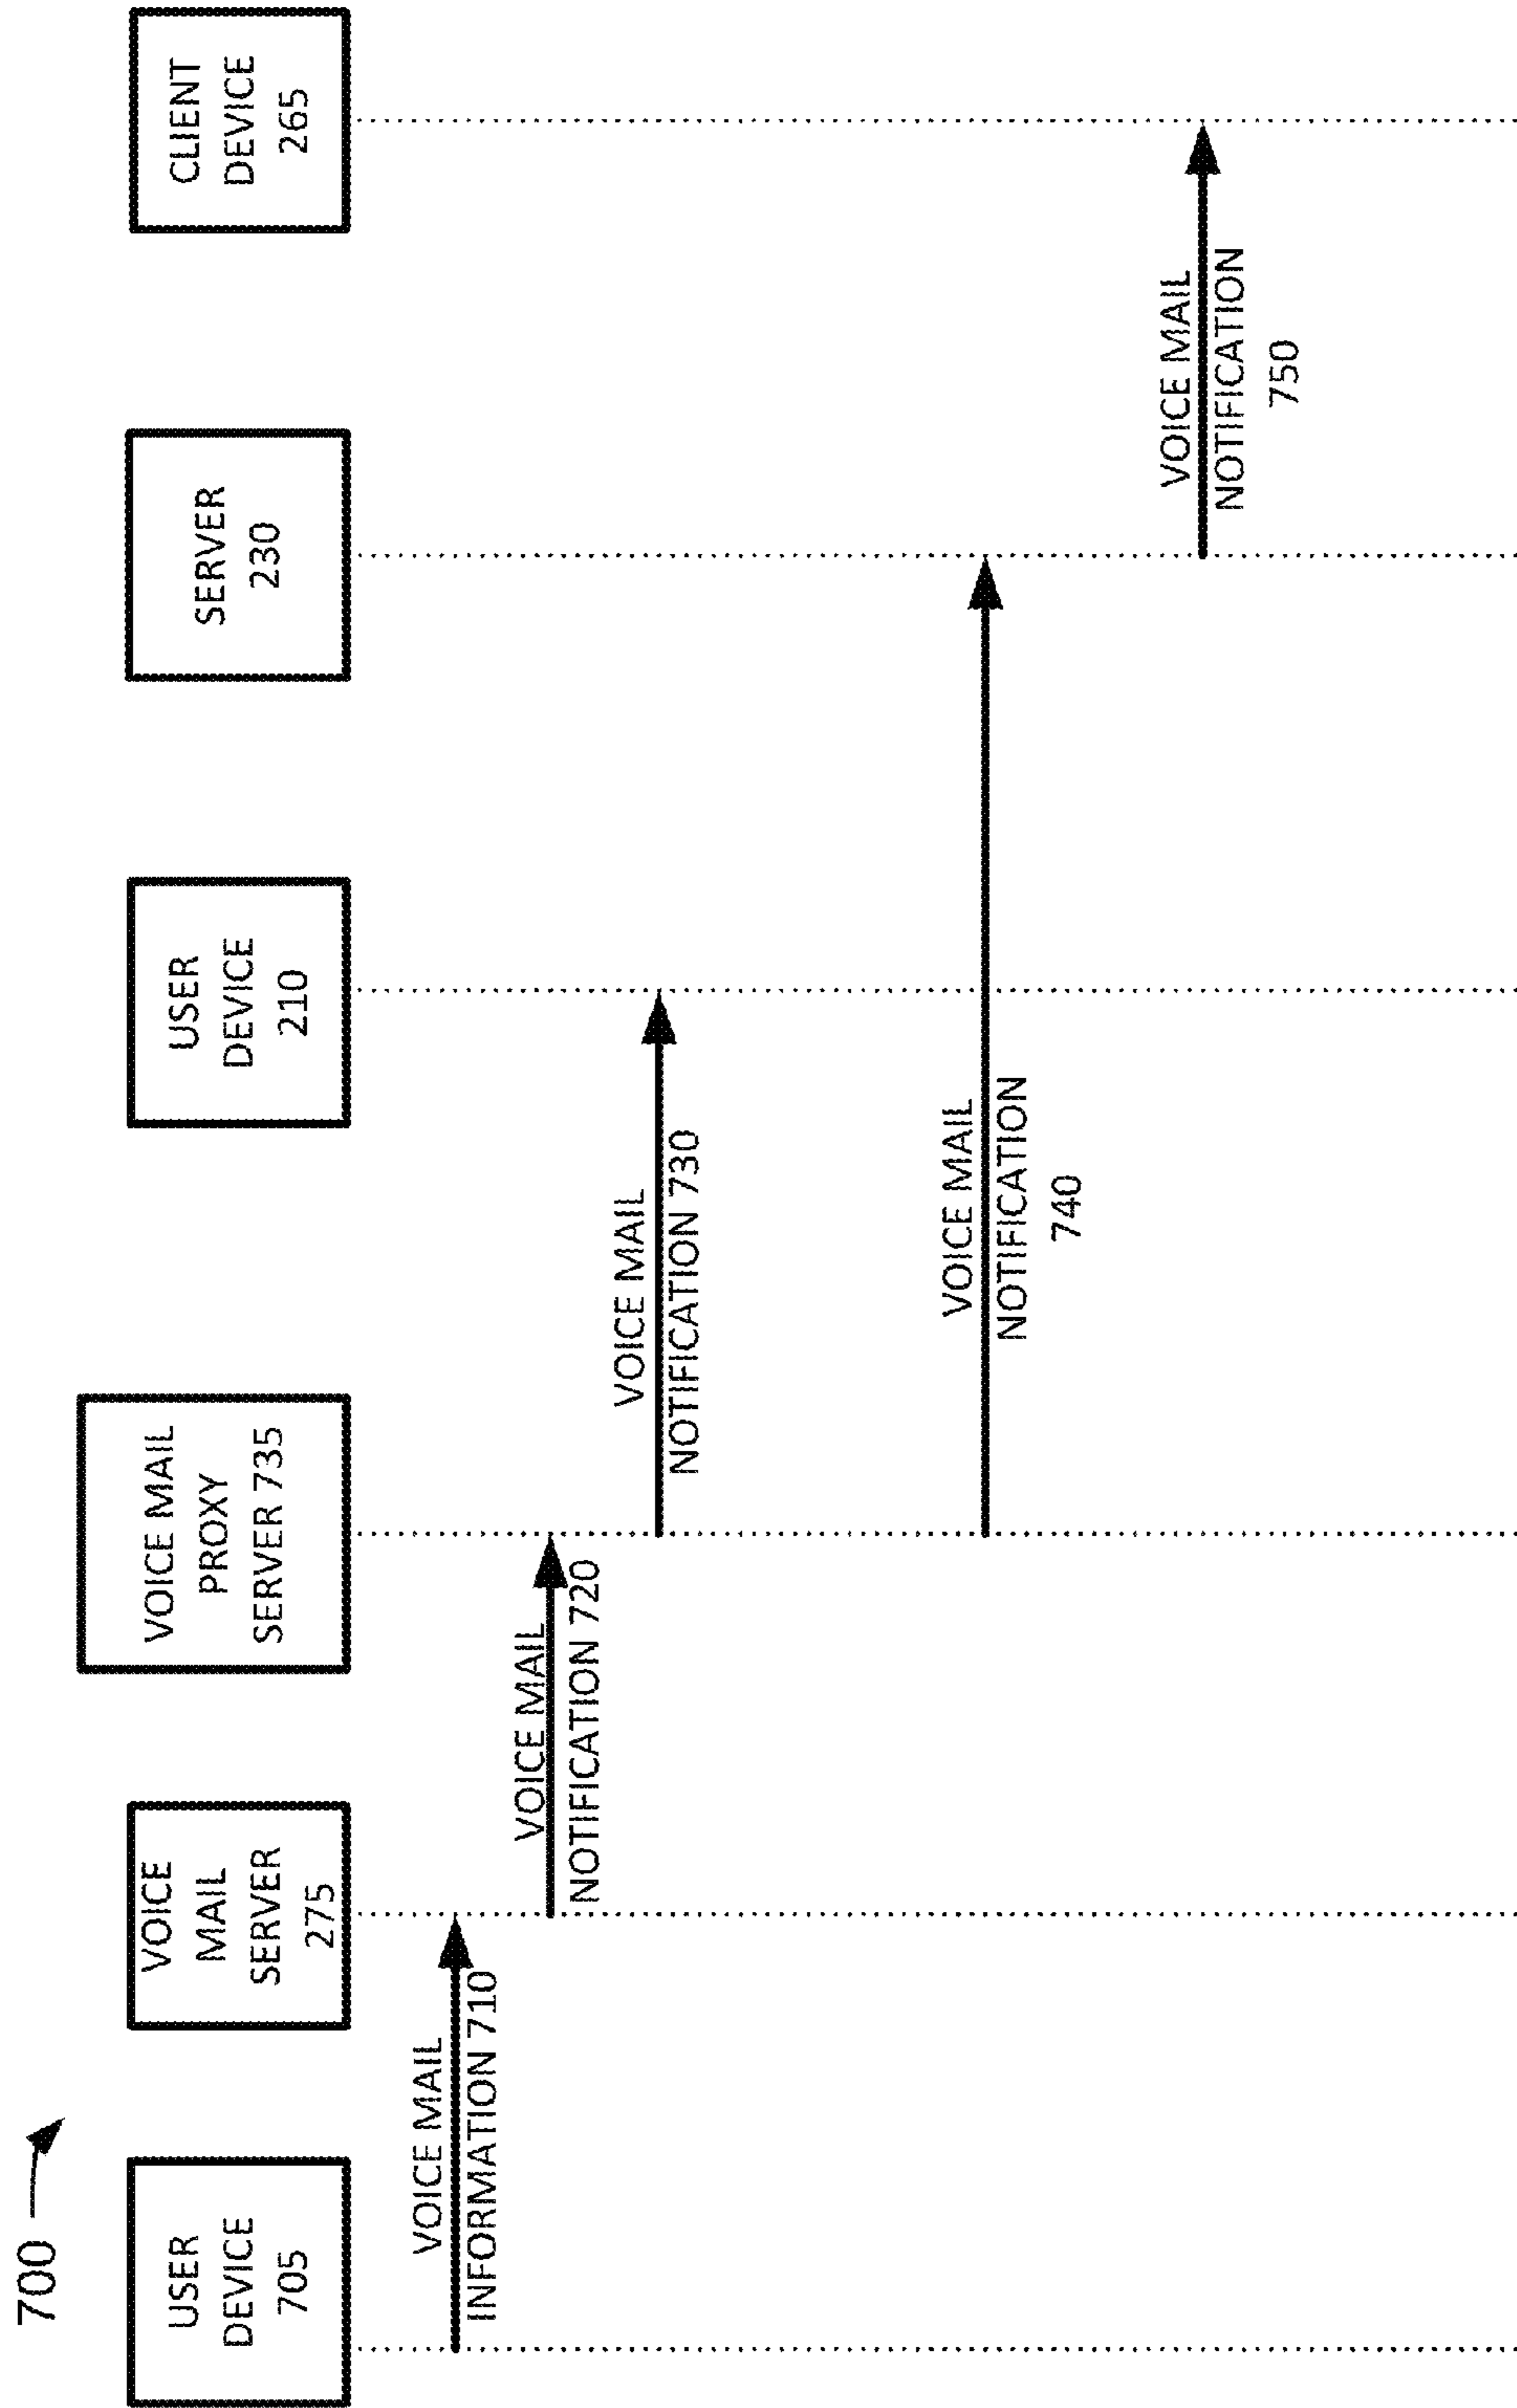 700
USER
DEVICE
705
VOICE
MAIL
SERVER
275
VOICE MAIL
PROXY
SERVER 735
USER
DEVICE
210
SERVER
230
CLIENT
DEVICE
265
VOICE MAIL
INFORMATION 710
VOICE MAIL
NOTIFICATION 720
VOICE MAIL
NOTIFICATION 730
VOICE MAIL
NOTIFICATION
740
VOICE MAIL
NOTIFICATION
750